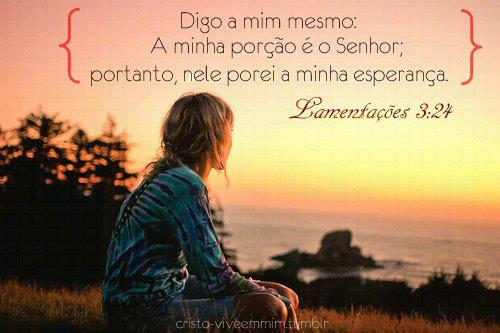 Digo a mim mesmo:
A minha porção é o Senhor;
portanto, nele porei a minha esperança.
Lamentações 3:24
cristo-viveemmim.tumblr